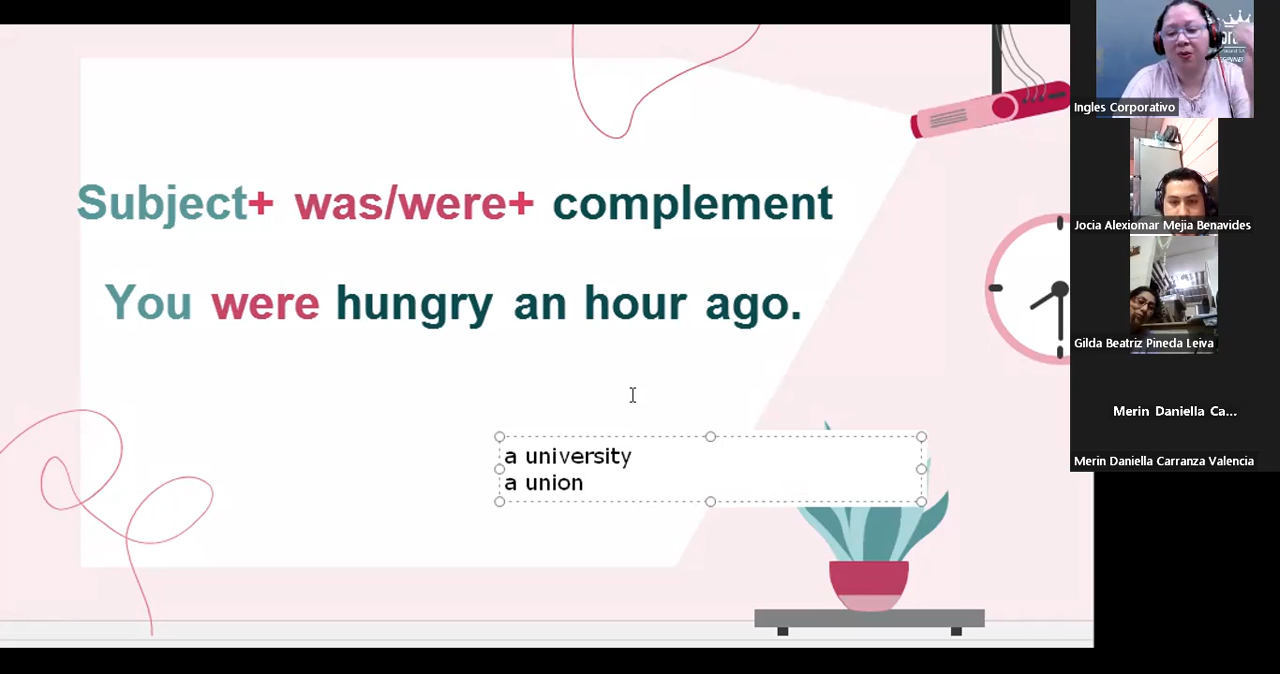 Subject+ was/were+ complement
You were hungry an hour ago.
a university
a union
Ingles Corporativo
Jocia Alexiomar Mejia Benavides
Gilda Beatriz Pineda Leiva
Merin Daniella Ca...
Merin Daniella Carranza Valencia